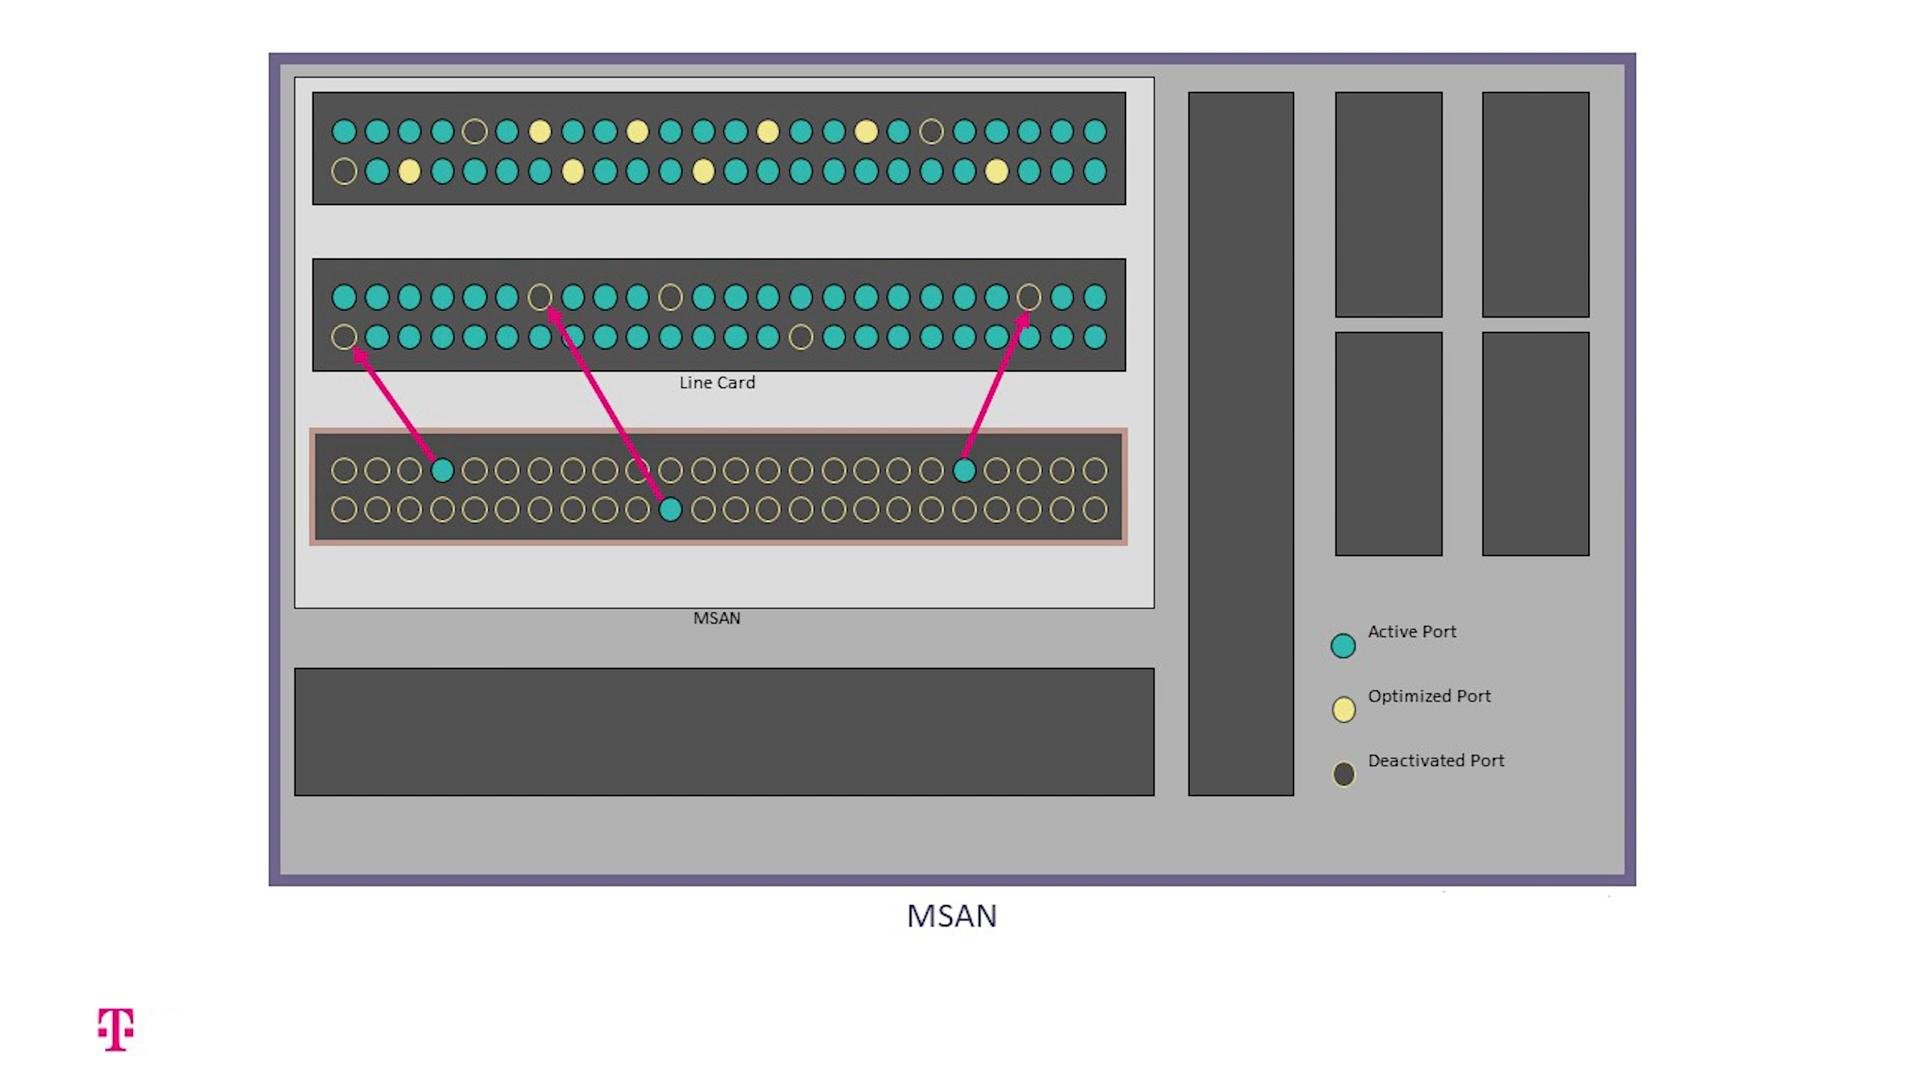 Line Card
MSAN
Active Port
Optimized Port
Deactivated Port
MSAN
T